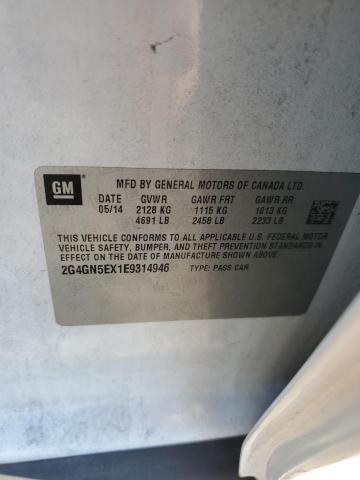 GM
MFD BY GENERAL MOTORS OF CANADA LTD.
DATE GVWR GAWR FRT GAWR RR
05/14 2128 KG 1115 KG 1013 KG
4691 LB 2458 LB 2233 LB
THIS VEHICLE CONFORMS TO ALL APPLICABLE U.S. FEDERAL MOTOR
VEHICLE SAFETY, BUMPER, AND THEFT PREVENTION STANDARDS IN
EFFECT ON THE DATE OF MANUFACTURE SHOWN ABOVE.
2G4GN5EX1E9314946 TYPE: PASS CAR